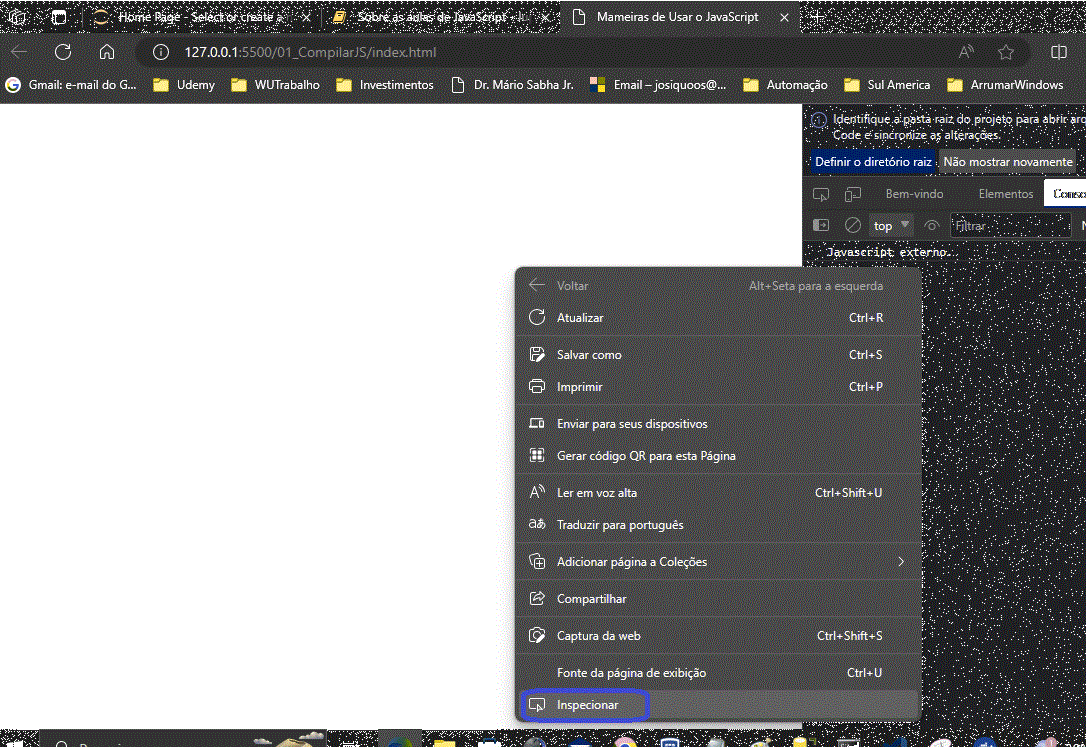 Home Page - Select or create a
Sobre as aulas de JavaScript - Ju
Mameiras de Usar o JavaScript
127.0.0.1:5500/01_CompilarJS/index.html
Gmail: e-mail do G...
Udemy
WUTrabalho
Investimentos
Dr. Mário Sabha Jr.
Email – josiquoos@...
Automação
Sul America
ArrumarWindows
Identifique a pasta raiz do projeto para abrir arq
Code e sincronize as alterações.
Definir o diretório raiz
Não mostrar novamente
Bem-vindo
Elementos
Conso
top
Filtrar
Javascript externo..
Voltar Alt+Seta para a esquerda
Atualizar Ctrl+R
Salvar como Ctrl+S
Imprimir Ctrl+P
Enviar para seus dispositivos
Gerar código QR para esta Página
Ler em voz alta Ctrl+Shift+U
Traduzir para português
Adicionar página a Coleções
Compartilhar
Captura da web Ctrl+Shift+S
Fonte da página de exibição Ctrl+U
Inspecionar